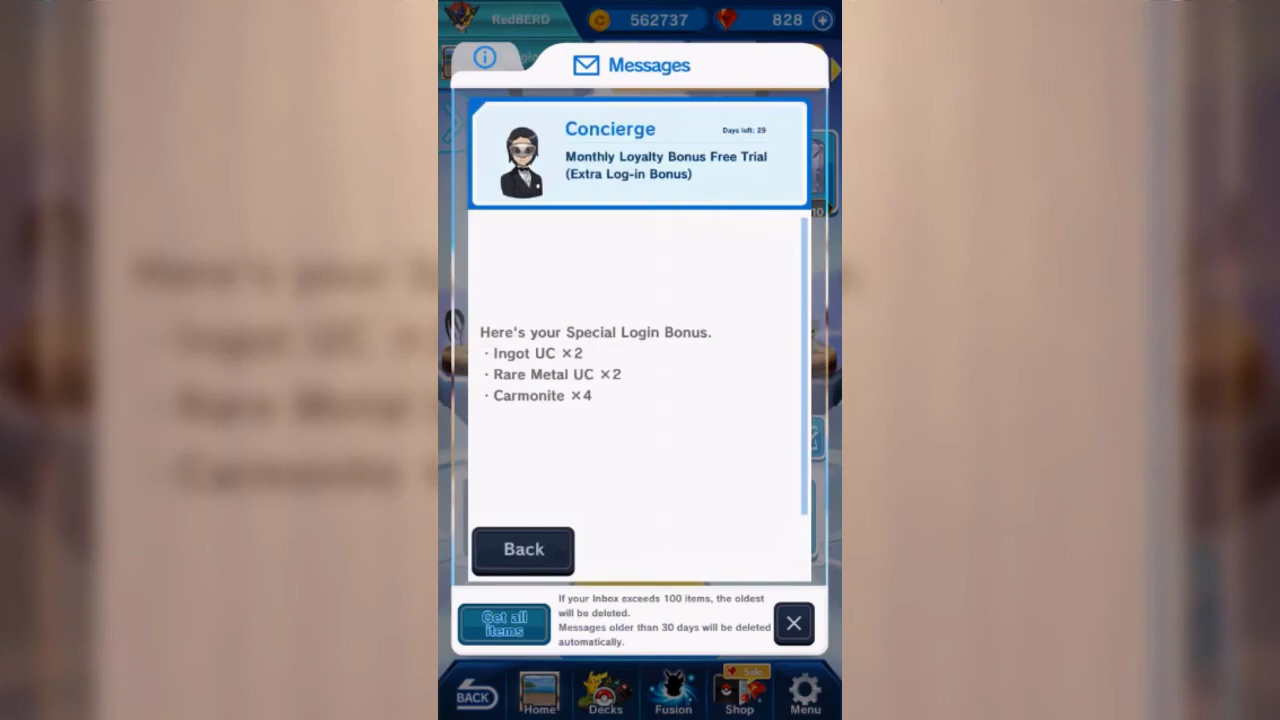 RedBERD
562737
828
Messages
Concierge
Days left: 29
Monthly Loyalty Bonus Free Trial
(Extra Log-in Bonus)
10
Here's your Special Login Bonus.
· Ingot UC ×2
· Rare Metal UC ×2
· Carmonite ×4
Back
Get all
items
If your Inbox exceeds 100 items, the oldest
will be deleted.
Messages older than 30 days will be deleted
automatically.
BACK
Home
Decks
Fusion
Sale
Shop
Menu